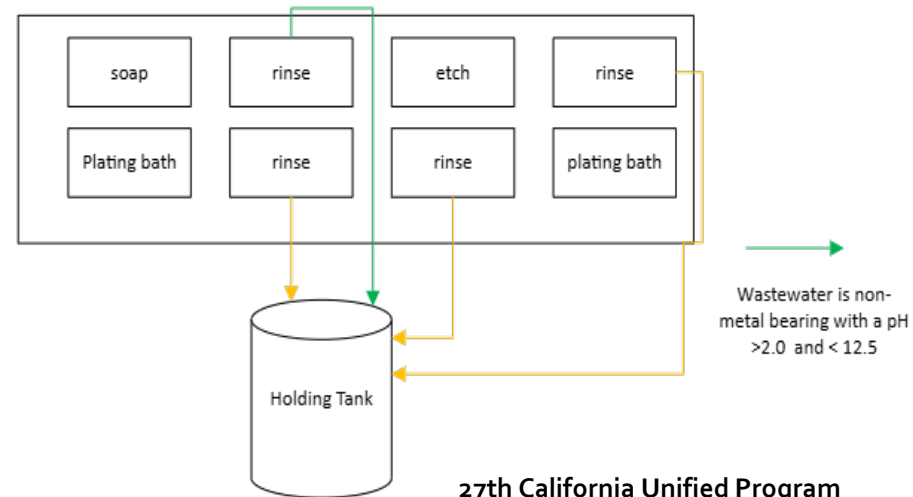 soap
rinse
etch
rinse
Plating bath
rinse
rinse
plating bath
Wastewater is non-
metal bearing with a pH
>2.0 and < 12.5
Holding Tank
27th California Unified Program